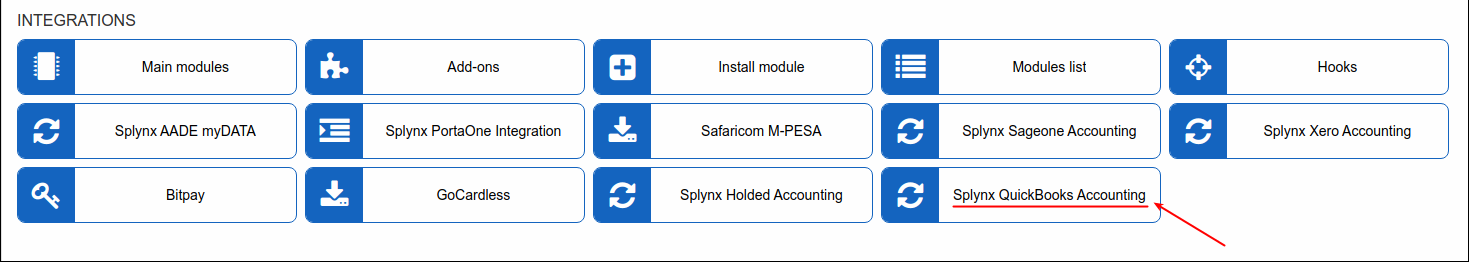 INTEGRATIONS
Main modules
Add-ons
Install module
Modules list
Hooks
Splynx AADE myDATA
Splynx PortaOne Integration
Safaricom M-PESA
Splynx Sageone Accounting
Splynx Xero Accounting
Bitpay
GoCardless
Splynx Holded Accounting
Splynx QuickBooks Accounting